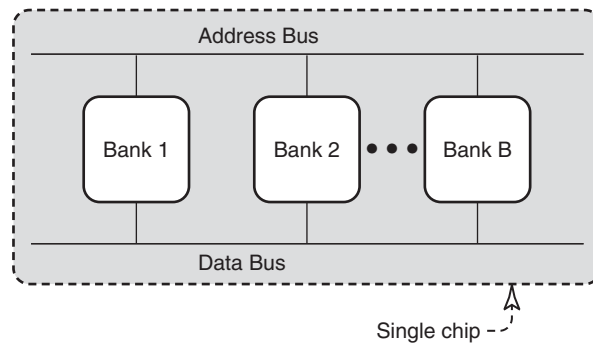 Address Bus
Bank 1
Bank 2
Bank B
Data Bus
Single chip